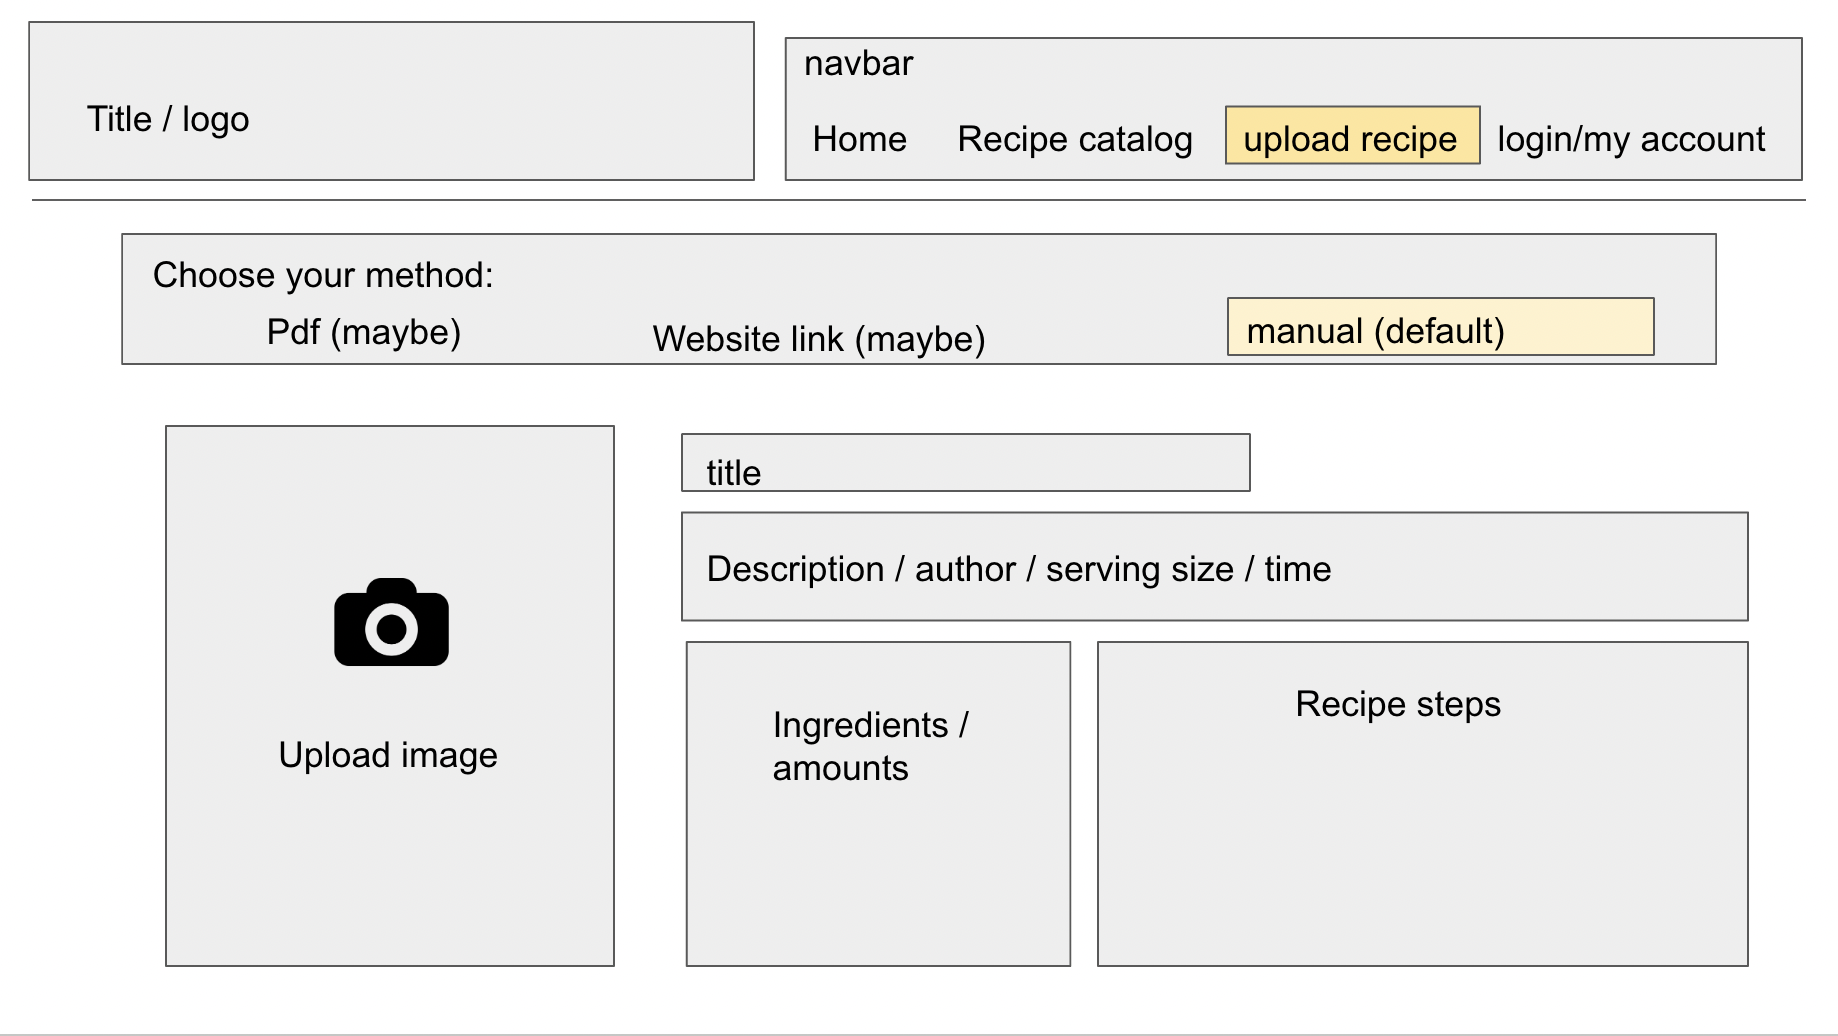 Title / logo
navbar
Home
Recipe catalog
upload recipe
login/my account
Choose your method:
Pdf (maybe)
Website link (maybe)
manual (default)
Upload image
title
Description / author / serving size / time
Ingredients /
amounts
Recipe steps